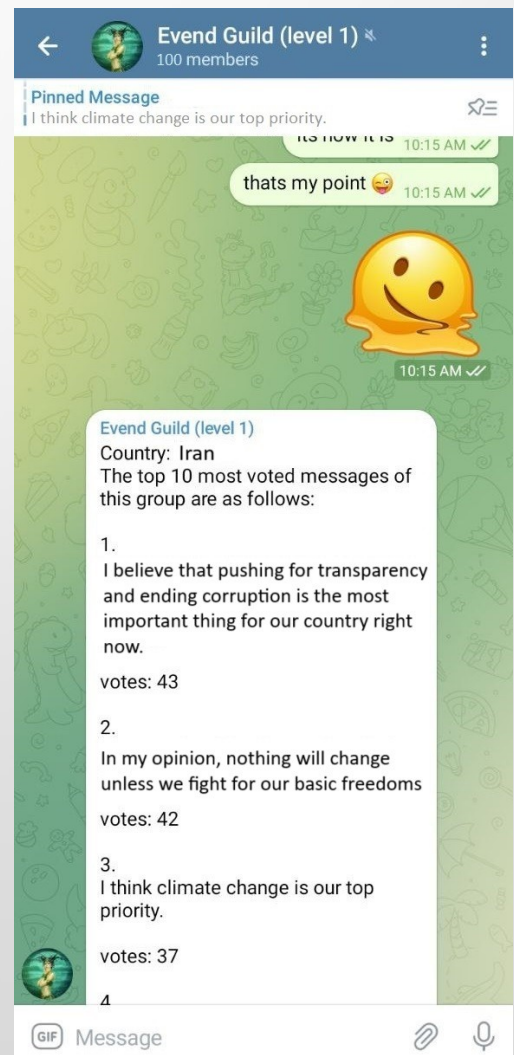 Evend Guild (level 1)
100 members
Pinned Message
I think climate change is our top priority.
its how it is 10:15 AM
thats my point 😜 10:15 AM
10:15 AM
Evend Guild (level 1)
Country: Iran
The top 10 most voted messages of
this group are as follows:
1.
I believe that pushing for transparency
and ending corruption is the most
important thing for our country right
now.
votes: 43
2.
In my opinion, nothing will change
unless we fight for our basic freedoms
votes: 42
3.
I think climate change is our top
priority.
votes: 37
4
GIF Message